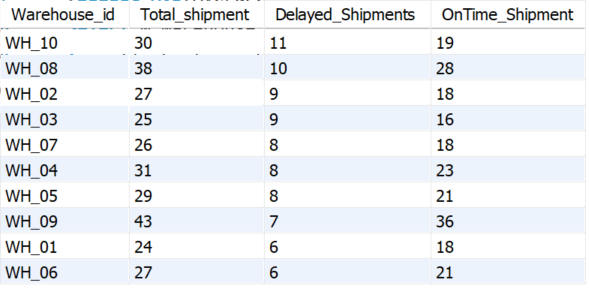 Warehouse_id Total_shipment Delayed_Shipments OnTime_Shipment
WH_10 30 11 19
WH_08 38 10 28
WH_02 27 9 18
WH_03 25 9 16
WH_07 26 8 18
WH_04 31 8 23
WH_05 29 8 21
WH_09 43 7 36
WH_01 24 6 18
WH_06 27 6 21